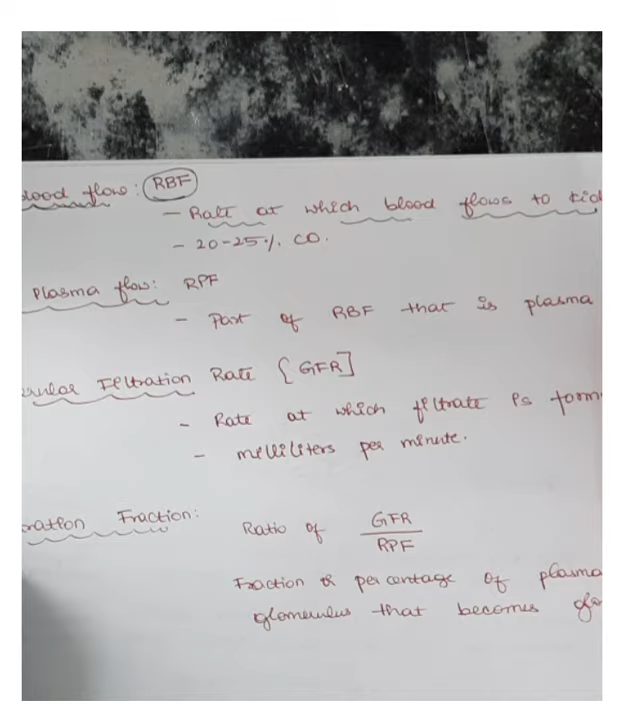 lood flow: RBF
- Rate at which blood flows to kid
- 20-25% CO.
Plasma flow: RPF
- Part of RBF that is plasma
erular Filtration Rate {GFR]
- Rate at which filtrate is form
- milliliters per minute.
ration Fraction: Ratio of GFR
RPF
Fraction or percentage of plasma
glomerulus that becomes